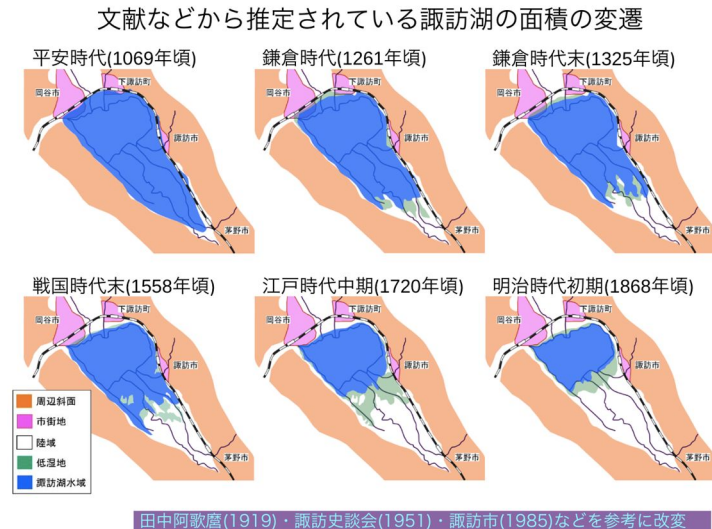 文献などから推定されている諏訪湖の面積の変遷
平安時代(1069年頃)
岡谷市
下諏訪町
諏訪市
茅野市
鎌倉時代(1261年頃)
岡谷市
下諏訪町
諏訪市
茅野市
鎌倉時代末(1325年頃)
岡谷市
下諏訪町
諏訪市
茅野市
戦国時代末(1558年頃)
岡谷市
下諏訪町
諏訪市
茅野市
江戸時代中期(1720年頃)
岡谷市
下諏訪町
諏訪市
茅野市
明治時代初期(1868年頃)
岡谷市
下諏訪町
諏訪市
茅野市
周辺斜面
市街地
陸域
低湿地
諏訪湖水域
田中阿歌麿(1919)・諏訪史談会(1951)・諏訪市(1985)などを参考に改変